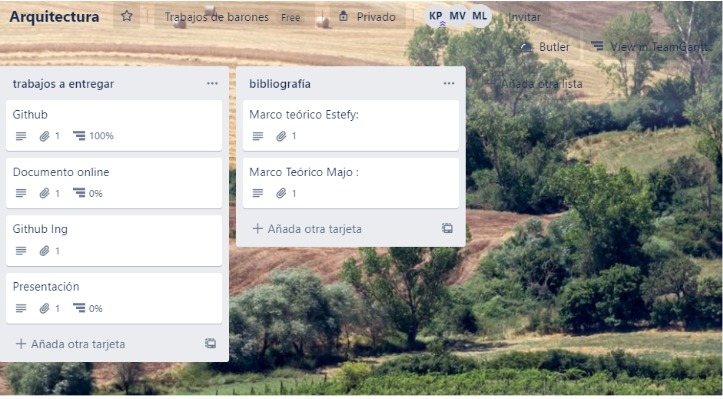 Arquitectura
Trabajos de barones Free
Privado
KP MV ML
Invitar
Butler
View in TeamGantt
trabajos a entregar
Github
1 100%
Documento online
1 0%
Github Ing
1
Presentación
1 0%
+ Añada otra tarjeta
bibliografía
Marco teórico Estefy:
1
Marco Teórico Majo :
1
+ Añada otra tarjeta
+ Añada otra lista